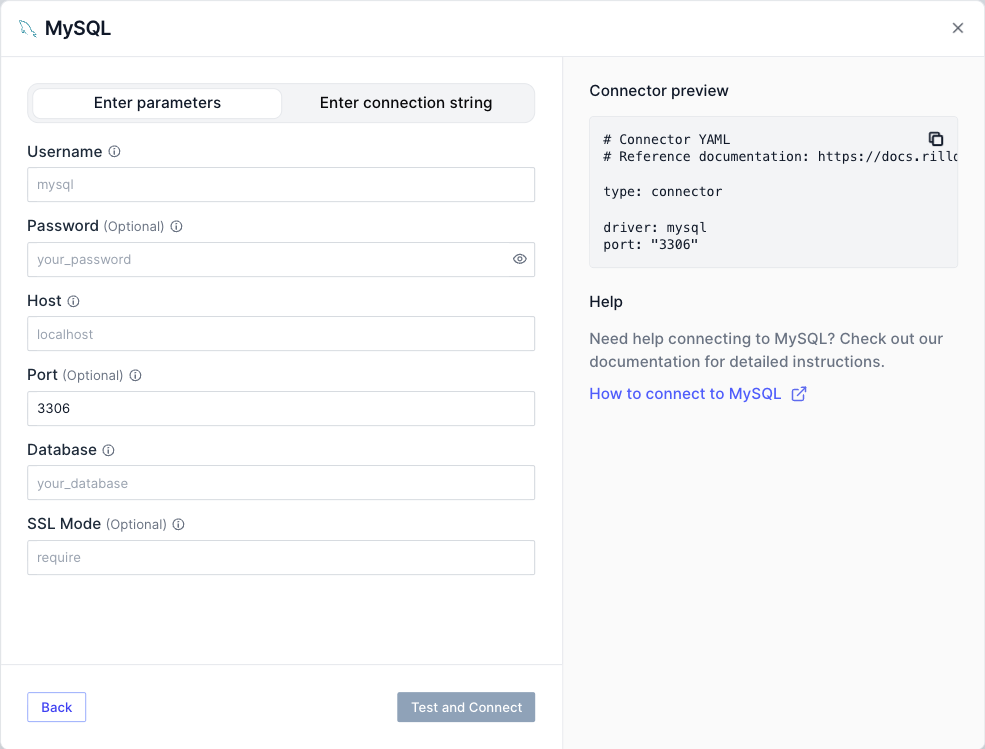 MySQL
Enter parameters
Enter connection string
Username
mysql
Password (Optional)
your_password
Host
localhost
Port (Optional)
3306
Database
your_database
SSL Mode (Optional)
require
Back
Test and Connect
Connector preview
# Connector YAML
# Reference documentation: https://docs.rill
type: connector
driver: mysql
port: "3306"
Help
Need help connecting to MySQL? Check out our
documentation for detailed instructions.
How to connect to MySQL